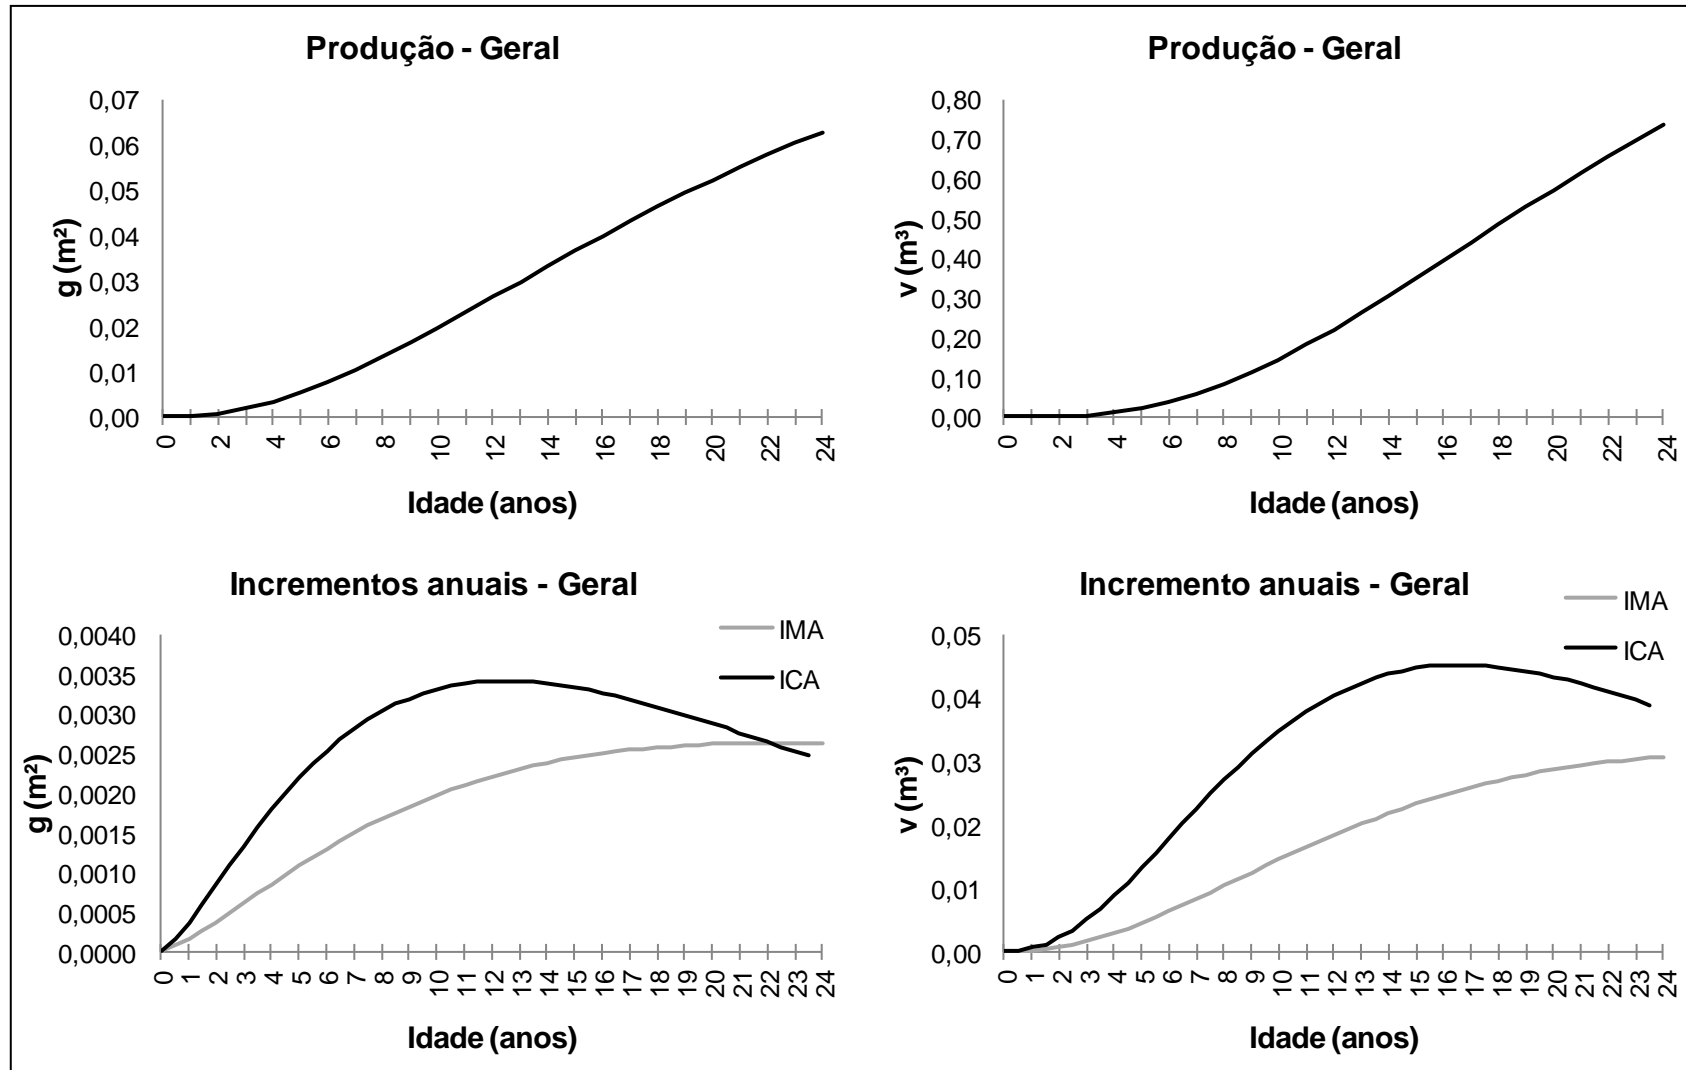 Produção - Geral
0,07
0,06
0,05
0,04
0,03
0,02
0,01
0,00
g (m²)
0 2 4 6 8 10 12 14 16 18 20 22 24
Idade (anos)
Produção - Geral
0,80
0,70
0,60
0,50
0,40
0,30
0,20
0,10
0,00
v (m³)
0 2 4 6 8 10 12 14 16 18 20 22 24
Idade (anos)
Incrementos anuais - Geral
IMA
ICA
0,0040
0,0035
0,0030
0,0025
0,0020
0,0015
0,0010
0,0005
0,0000
g (m²)
0 1 2 3 4 5 6 7 8 9 10 11 12 13 14 15 16 17 18 19 20 21 22 23 24
Idade (anos)
Incremento anuais - Geral
IMA
ICA
0,05
0,04
0,03
0,02
0,01
0,00
v (m³)
0 1 2 3 4 5 6 7 8 9 10 11 12 13 14 15 16 17 18 19 20 21 22 23 24
Idade (anos)